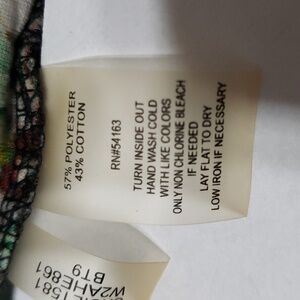 57% POLYESTER
43% COTTON
RN#54163
TURN INSIDE OUT
HAND WASH COLD
WITH LIKE COLORS
ONLY NON CHLORINE BLEACH
IF NEEDED
LAY FLAT TO DRY
LOW IRON IF NECESSARY
1581
W2AHE861
BT9